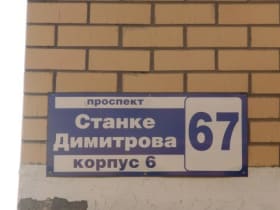 проспект
Станке
Димитрова
корпус 6
67